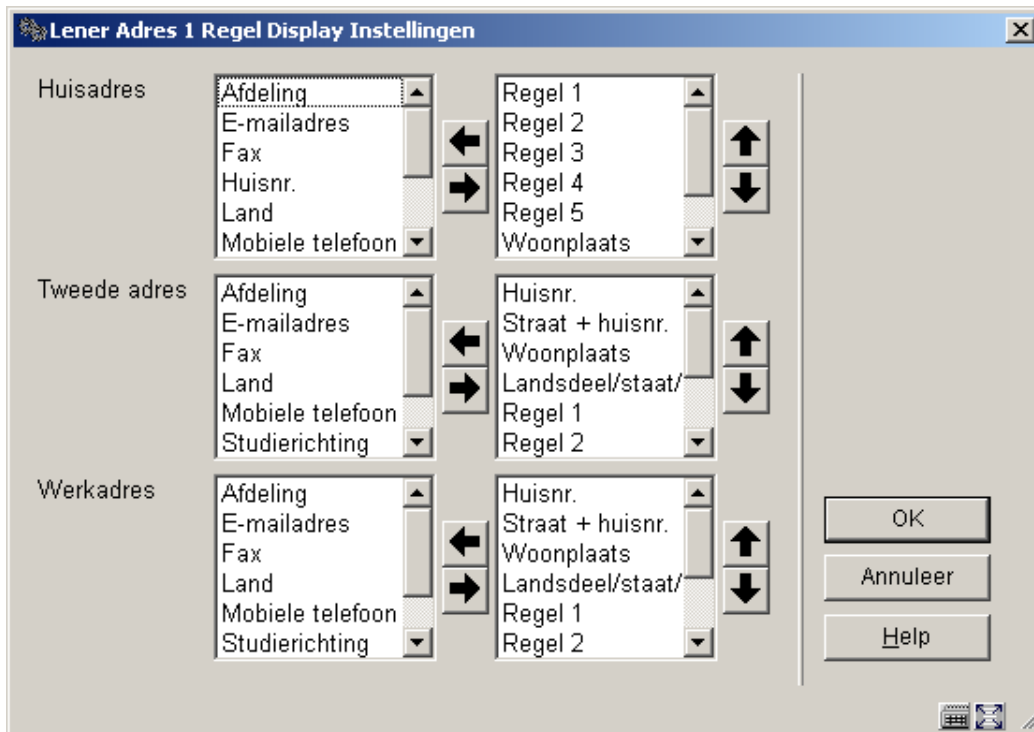 Lener Adres 1 Regel Display Instellingen
Huisadres
Afdeling
E-mailadres
Fax
Huisnr.
Land
Mobiele telefoon
Regel 1
Regel 2
Regel 3
Regel 4
Regel 5
Woonplaats
Tweede adres
Afdeling
E-mailadres
Fax
Land
Mobiele telefoon
Studierichting
Huisnr.
Straat + huisnr.
Woonplaats
Landsdeel/staat/
Regel 1
Regel 2
Werkadres
Afdeling
E-mailadres
Fax
Land
Mobiele telefoon
Studierichting
Huisnr.
Straat + huisnr.
Woonplaats
Landsdeel/staat/
Regel 1
Regel 2
OK
Annuleer
Help